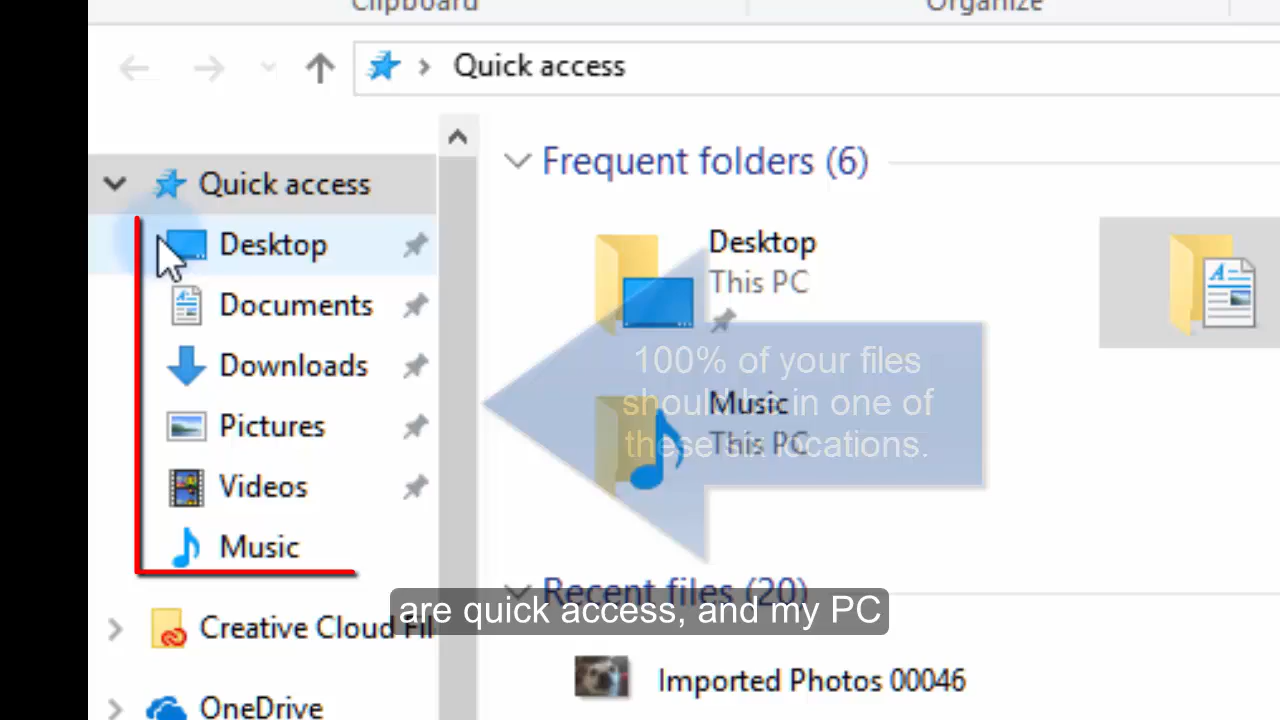 Clipboard
Organize
Quick access
Quick access
Desktop
Documents
Downloads
Pictures
Videos
Music
Creative Cloud Fil
OneDrive
Frequent folders (6)
Desktop
This PC
Music
This PC
100% of your files
should be in one of
these six locations.
Recent files (20)
Imported Photos 00046
are quick access, and my PC